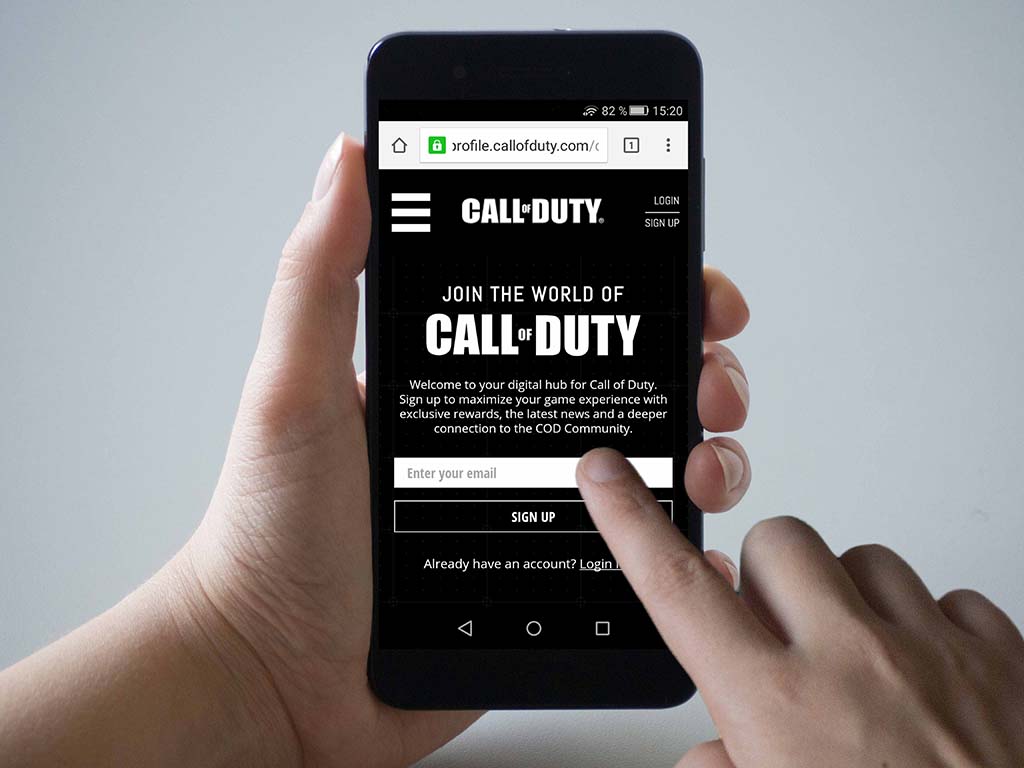 82 % 15:20
profile.callofduty.com/
1
CALL OF DUTY®
LOGIN
SIGN UP
JOIN THE WORLD OF
CALL OF DUTY
Welcome to your digital hub for Call of Duty.
Sign up to maximize your game experience with
exclusive rewards, the latest news and a deeper
connection to the COD Community.
Enter your email
SIGN UP
Already have an account? Login